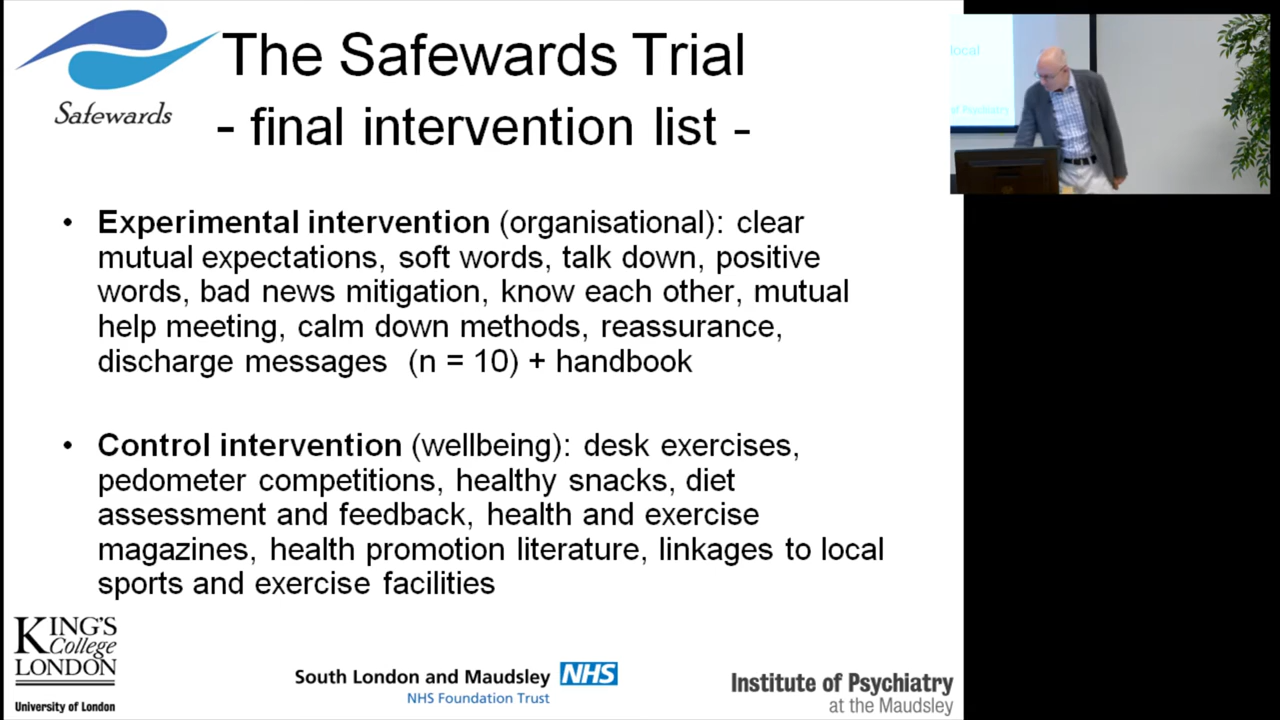 The Safewards Trial
- final intervention list -
Safewards
• Experimental intervention (organisational): clear
mutual expectations, soft words, talk down, positive
words, bad news mitigation, know each other, mutual
help meeting, calm down methods, reassurance,
discharge messages (n = 10) + handbook
• Control intervention (wellbeing): desk exercises,
pedometer competitions, healthy snacks, diet
assessment and feedback, health and exercise
magazines, health promotion literature, linkages to local
sports and exercise facilities
KING'S
College
LONDON
University of London
South London and Maudsley NHS
NHS Foundation Trust
Institute of Psychiatry
at the Maudsley
local
of Psychiatry